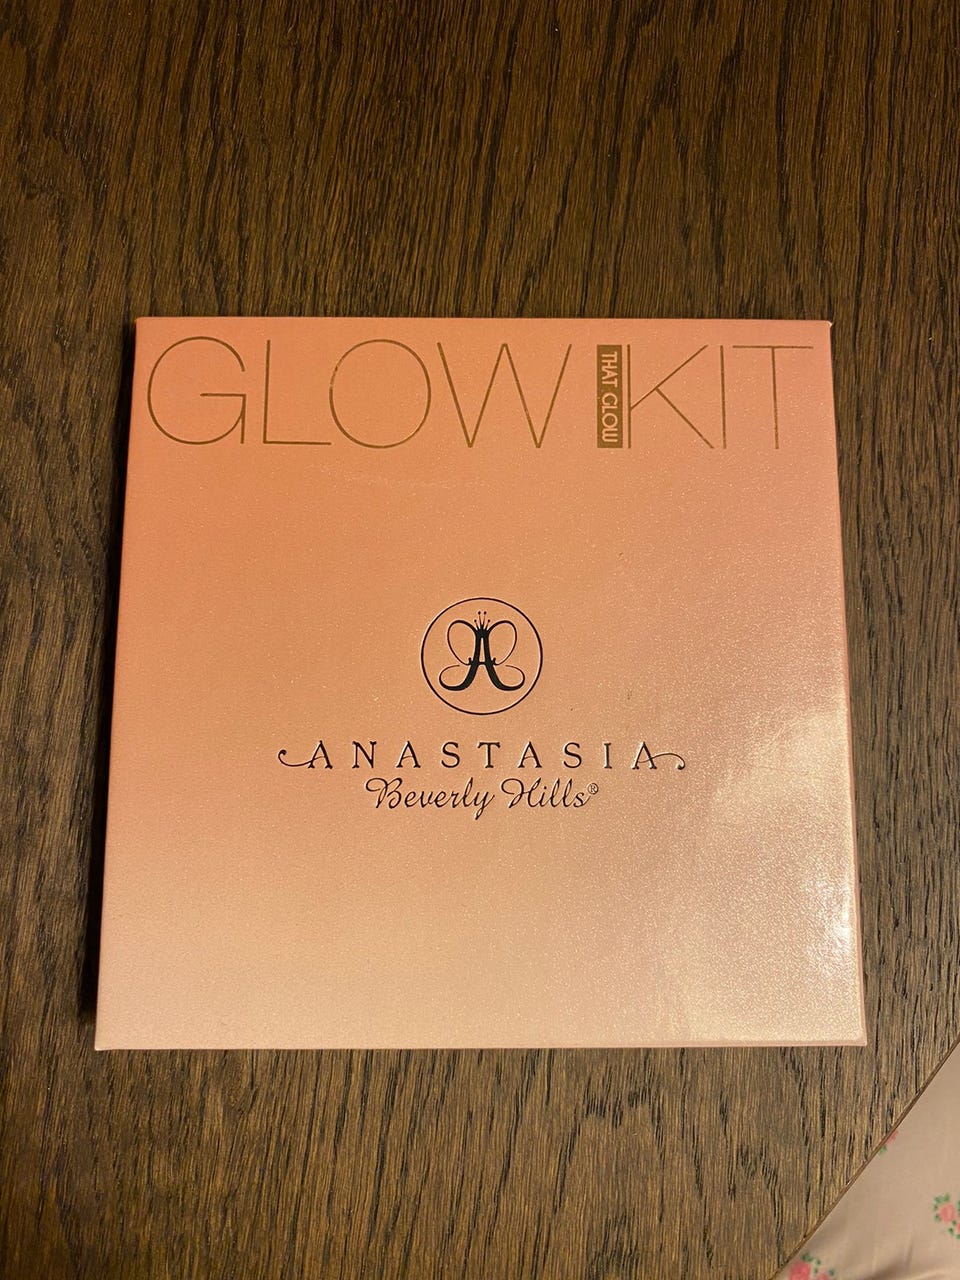 GLOW THAT GLOW KIT
A
ANASTASIA
Beverly Hills®